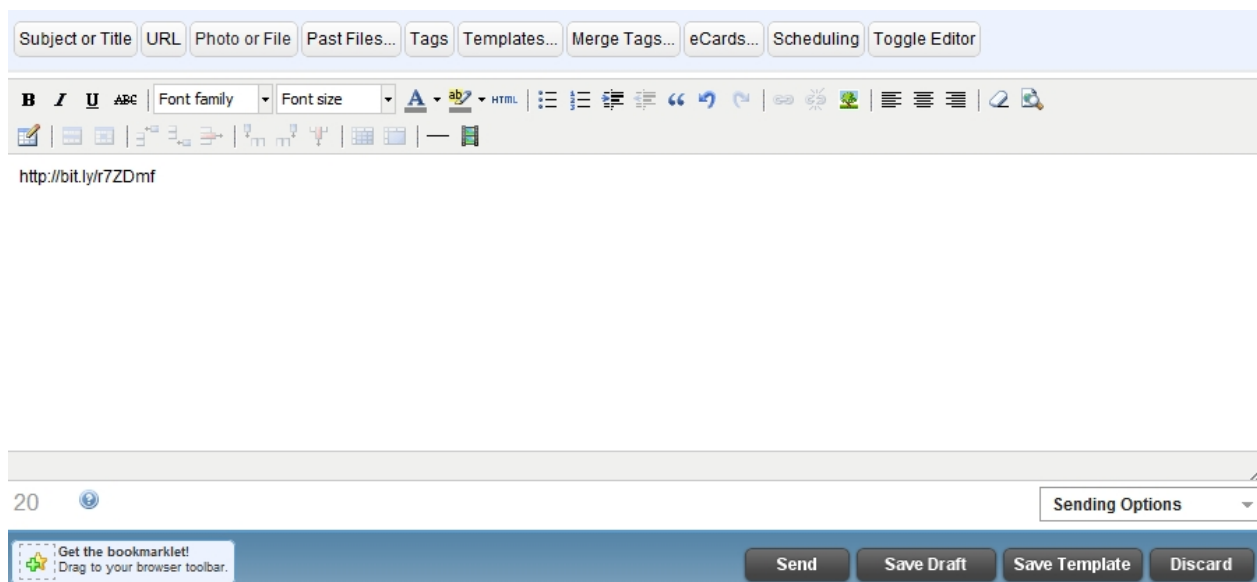 Subject or Title URL Photo or File Past Files... Tags Templates... Merge Tags... eCards... Scheduling Toggle Editor
B I U ABC Font family Font size A ab HTML
http://bit.ly/r7ZDmf
20 ? Sending Options
Get the bookmarklet!
Drag to your browser toolbar.
Send Save Draft Save Template Discard